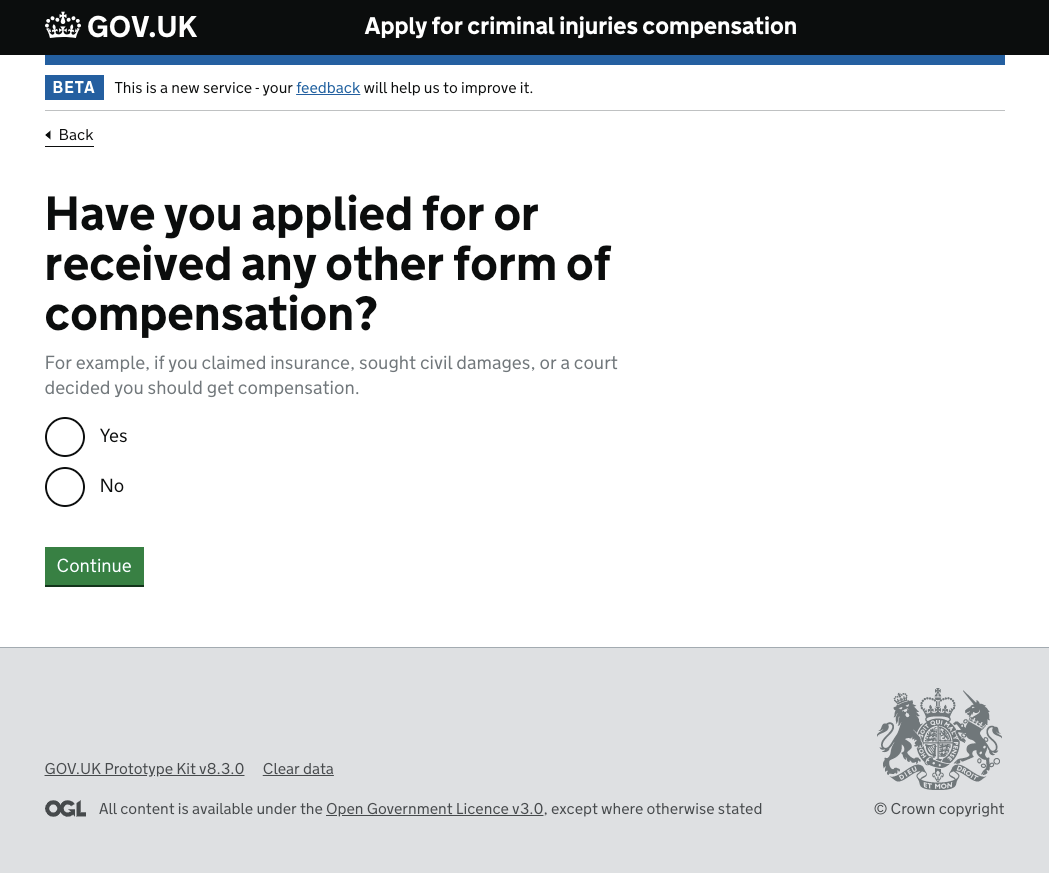 GOV.UK
Apply for criminal injuries compensation
BETA
This is a new service - your feedback will help us to improve it.
Back
Have you applied for or
received any other form of
compensation?
For example, if you claimed insurance, sought civil damages, or a court
decided you should get compensation.
Yes
No
Continue
GOV.UK Prototype Kit v8.3.0
Clear data
DIEU
ET MON
DROIT
OGL
All content is available under the Open Government Licence v3.0, except where otherwise stated
© Crown copyright